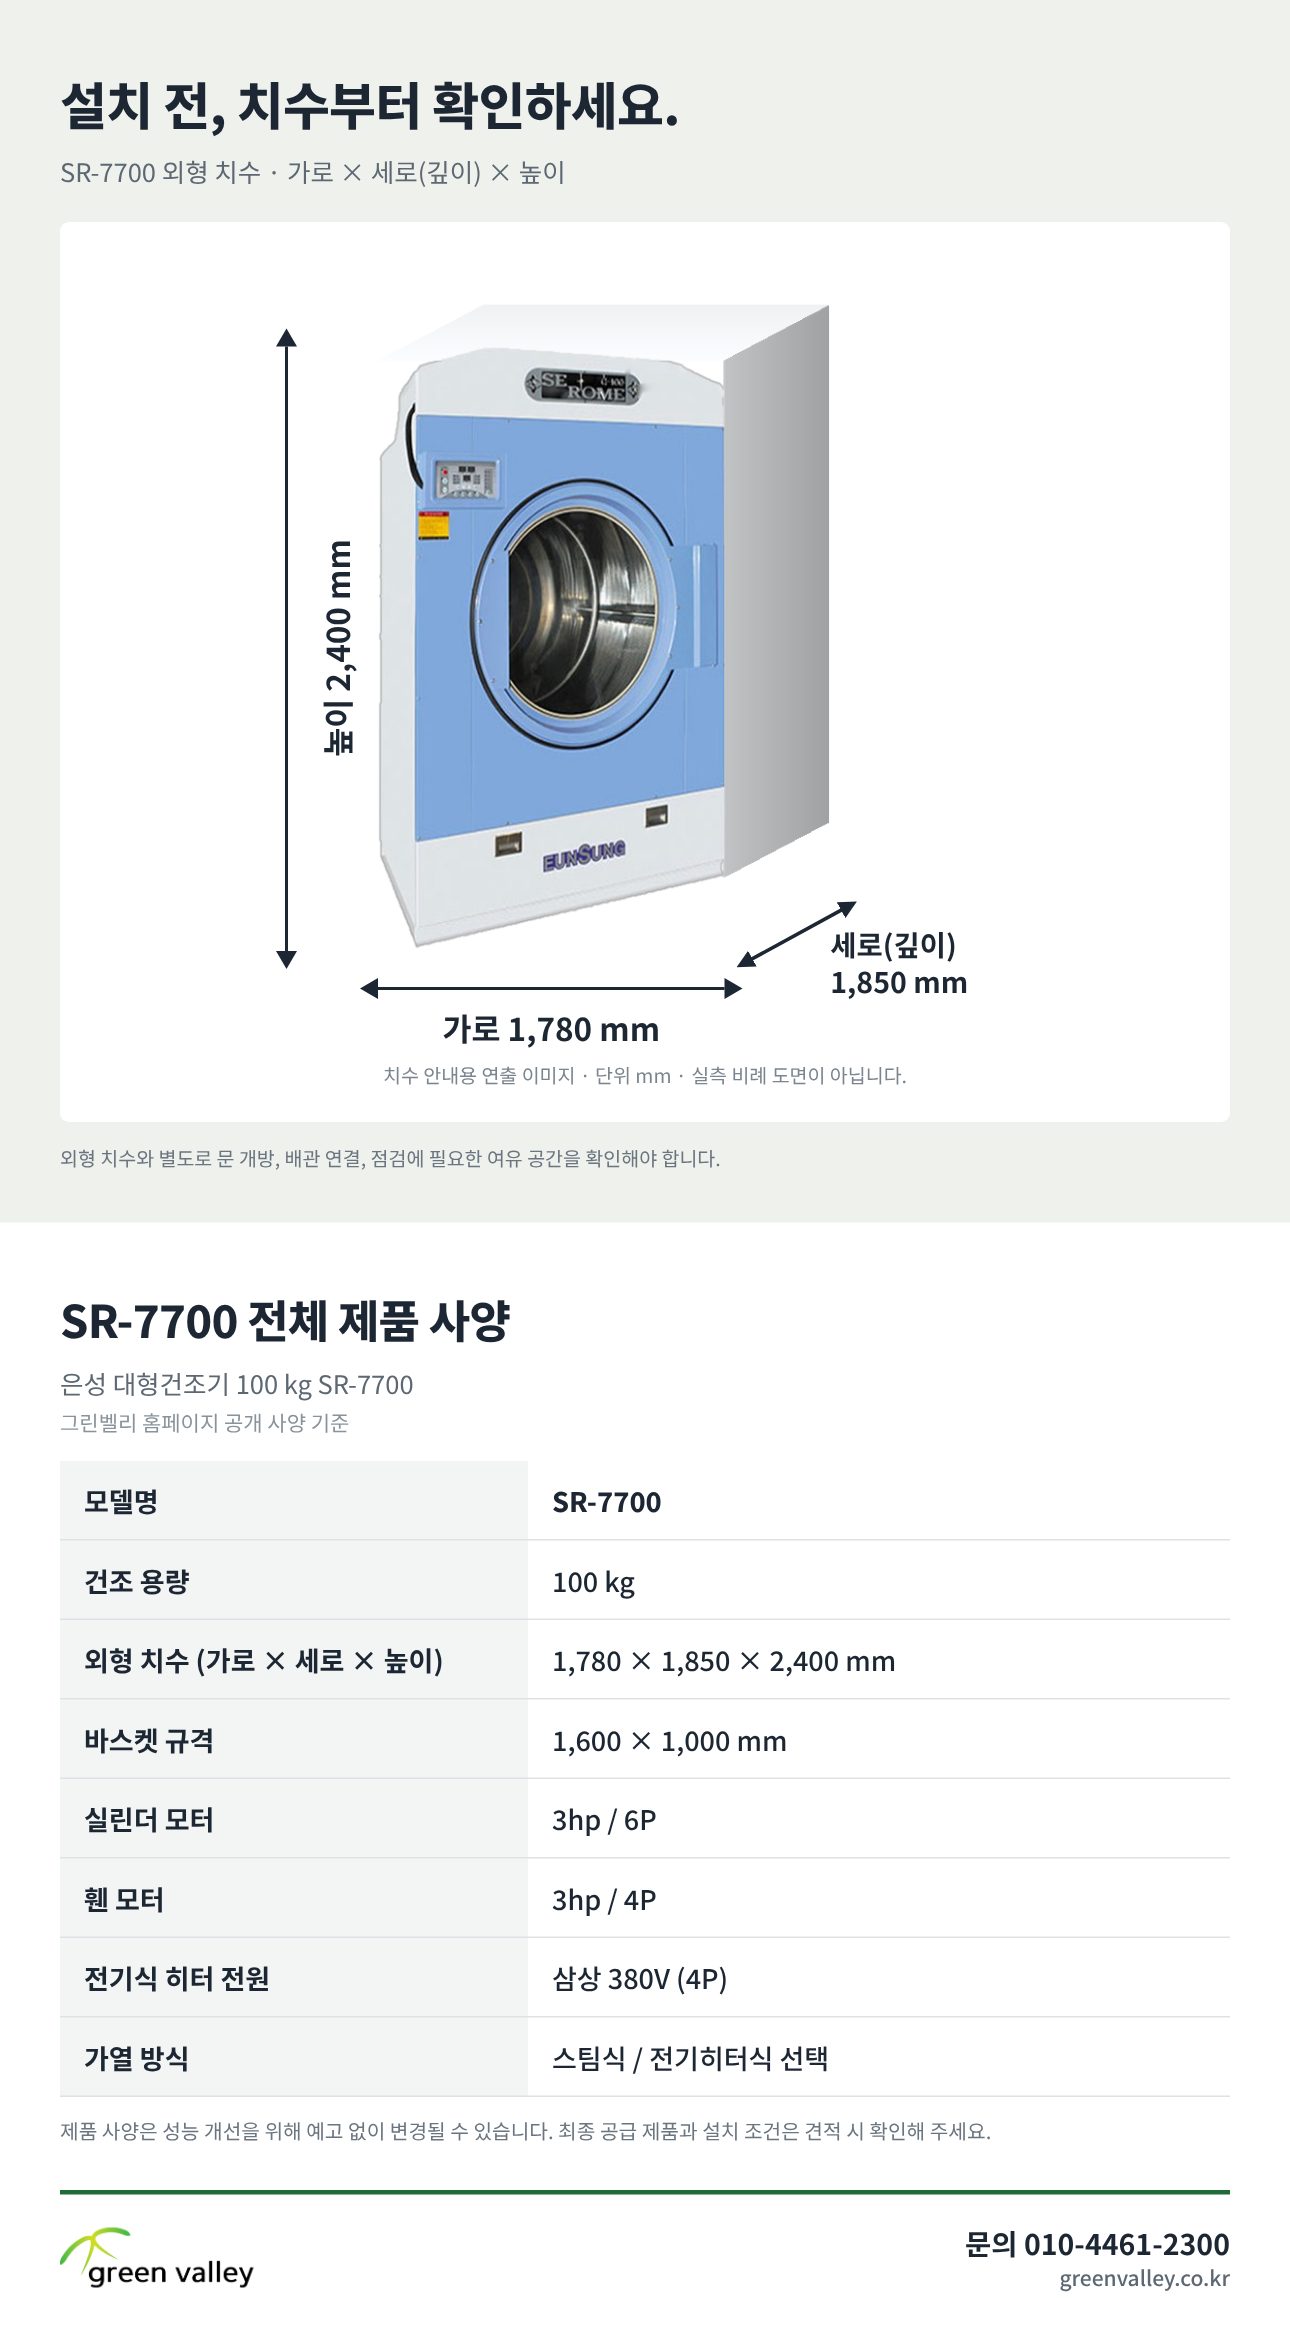 설치 전, 치수부터 확인하세요.
SR-7700 외형 치수 · 가로 × 세로(깊이) × 높이
SE ROME
높이 2,400 mm
EUNSUNG
세로(깊이)
1,850 mm
가로 1,780 mm
치수 안내용 연출 이미지 · 단위 mm · 실측 비례 도면이 아닙니다.
외형 치수와 별도로 문 개방, 배관 연결, 점검에 필요한 여유 공간을 확인해야 합니다.
SR-7700 전체 제품 사양
은성 대형건조기 100 kg SR-7700
그린벨리 홈페이지 공개 사양 기준
모델명 SR-7700
건조 용량 100 kg
외형 치수 (가로 × 세로 × 높이) 1,780 × 1,850 × 2,400 mm
바스켓 규격 1,600 × 1,000 mm
실린더 모터 3hp / 6P
휀 모터 3hp / 4P
전기식 히터 전원 삼상 380V (4P)
가열 방식 스팀식 / 전기히터식 선택
제품 사양은 성능 개선을 위해 예고 없이 변경될 수 있습니다. 최종 공급 제품과 설치 조건은 견적 시 확인해 주세요.
green valley
문의 010-4461-2300
greenvalley.co.kr